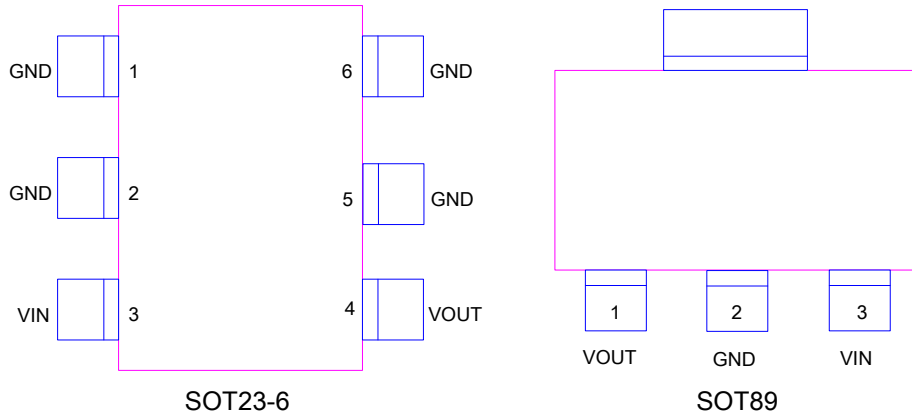 GND 1 6 GND
GND 2 5 GND
VIN 3 4 VOUT
SOT23-6
1 2 3
VOUT GND VIN
SOT89